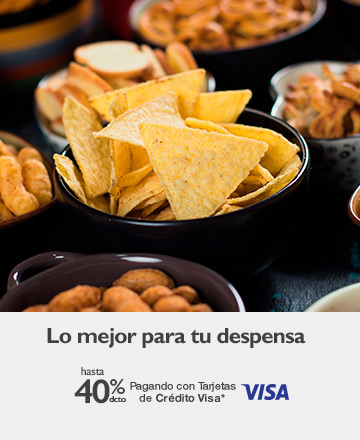 Lo mejor para tu despensa
hasta
40% dcto
Pagando con Tarjetas
de Crédito Visa*
VISA